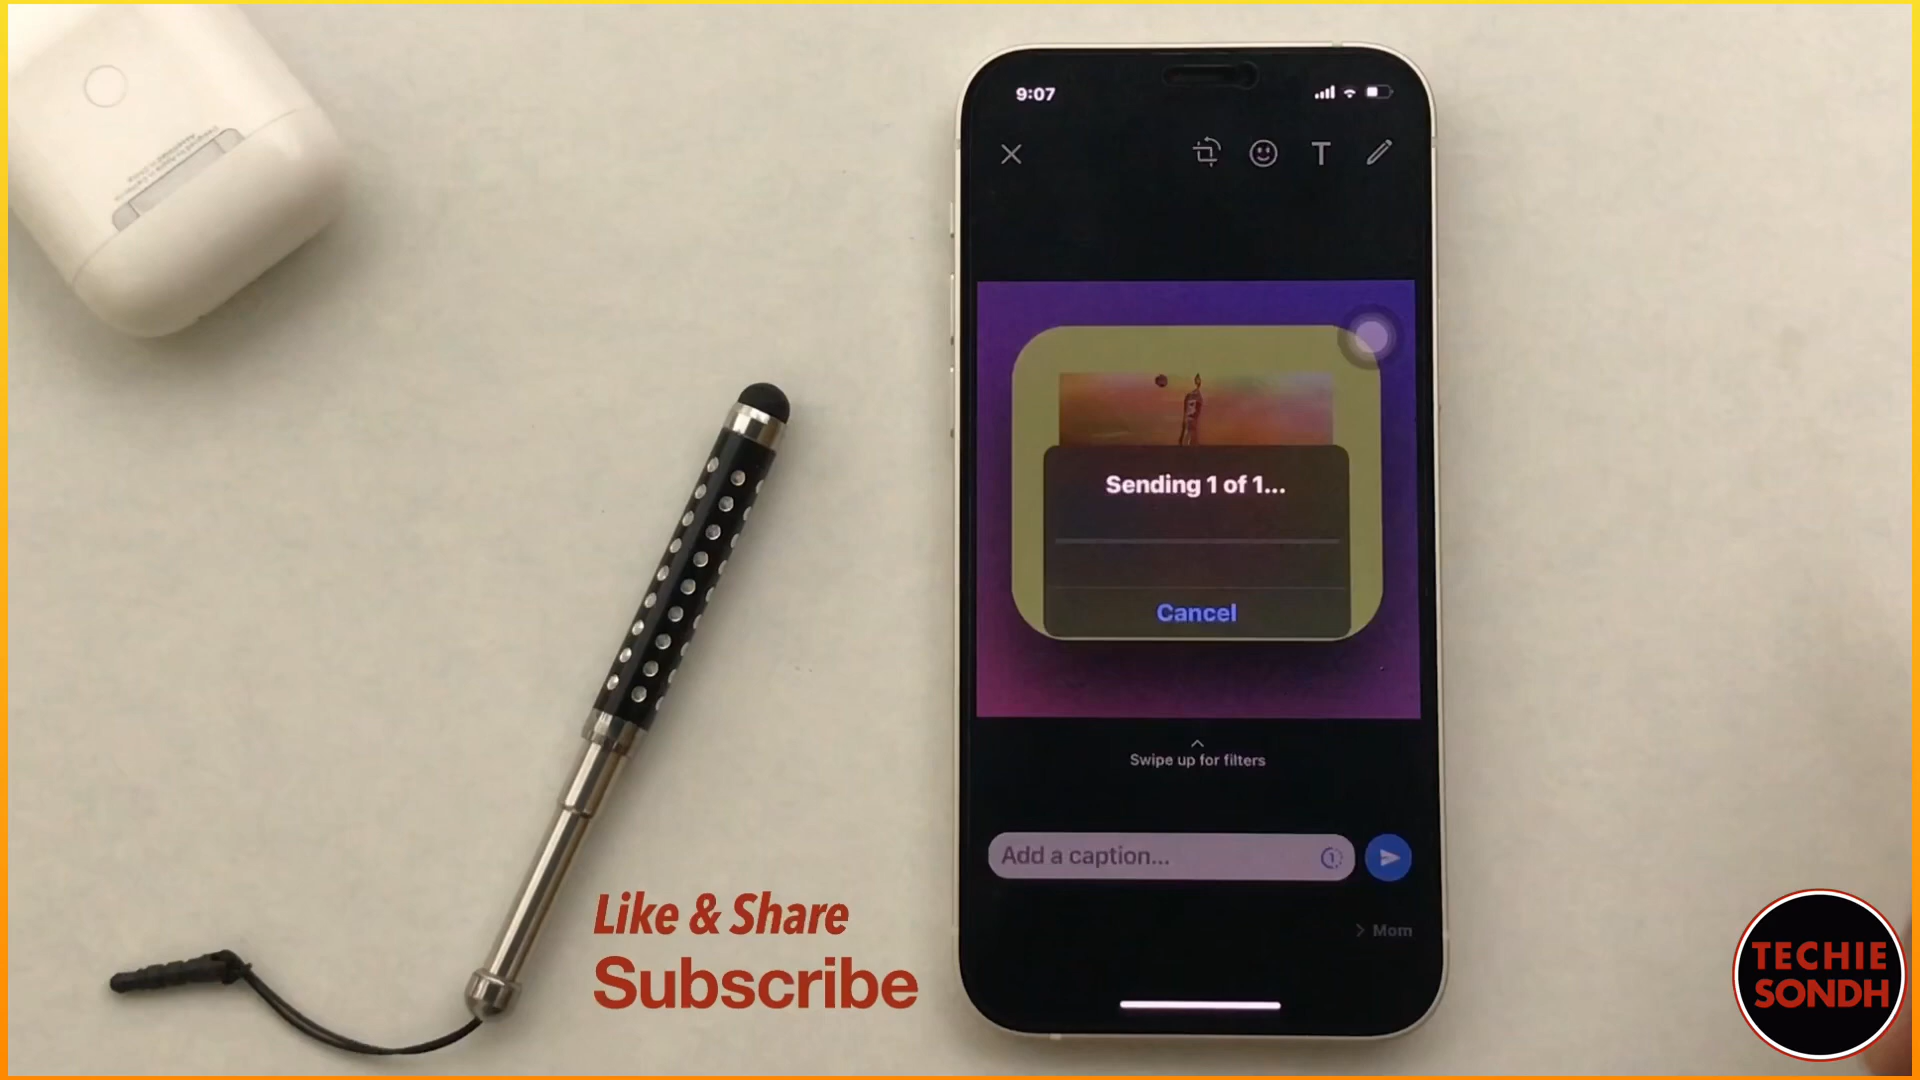 9:07
T
Sending 1 of 1...
Cancel
Swipe up for filters
Add a caption...
1
> Mom
Like & Share
Subscribe
TECHIE
SONDH